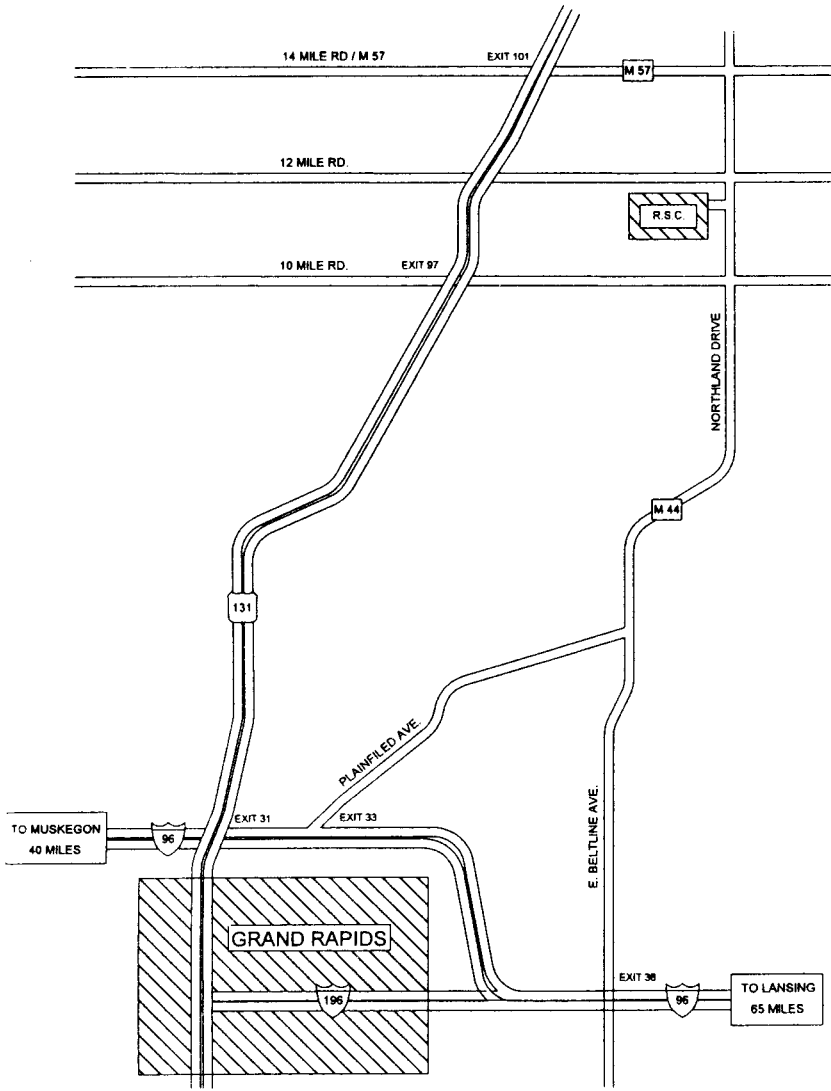 14 MILE RD / M 57
EXIT 101
M 57
12 MILE RD.
R.S.C.
10 MILE RD.
EXIT 97
NORTHLAND DRIVE
M 44
131
PLAINFILED AVE.
E. BELTLINE AVE.
EXIT 31
EXIT 33
TO MUSKEGON
40 MILES
96
GRAND RAPIDS
EXIT 38
196
96
TO LANSING
65 MILES